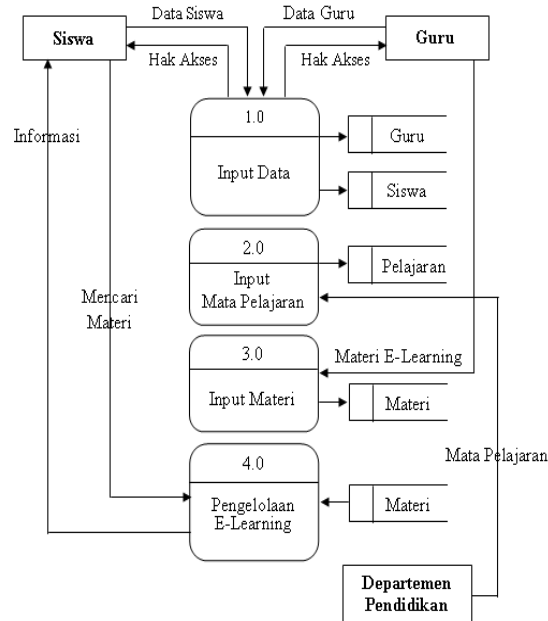 Data Siswa
Data Guru
Siswa
Guru
Hak Akses
Hak Akses
1.0
Informasi
Guru
Input Data
Siswa
2.0
Input
Mata Pelajaran
Pelajaran
Mencari
Materi
3.0
Materi E-Learning
Input Materi
Materi
4.0
Mata Pelajaran
Pengelolaan
E-Learning
Materi
Departemen
Pendidikan